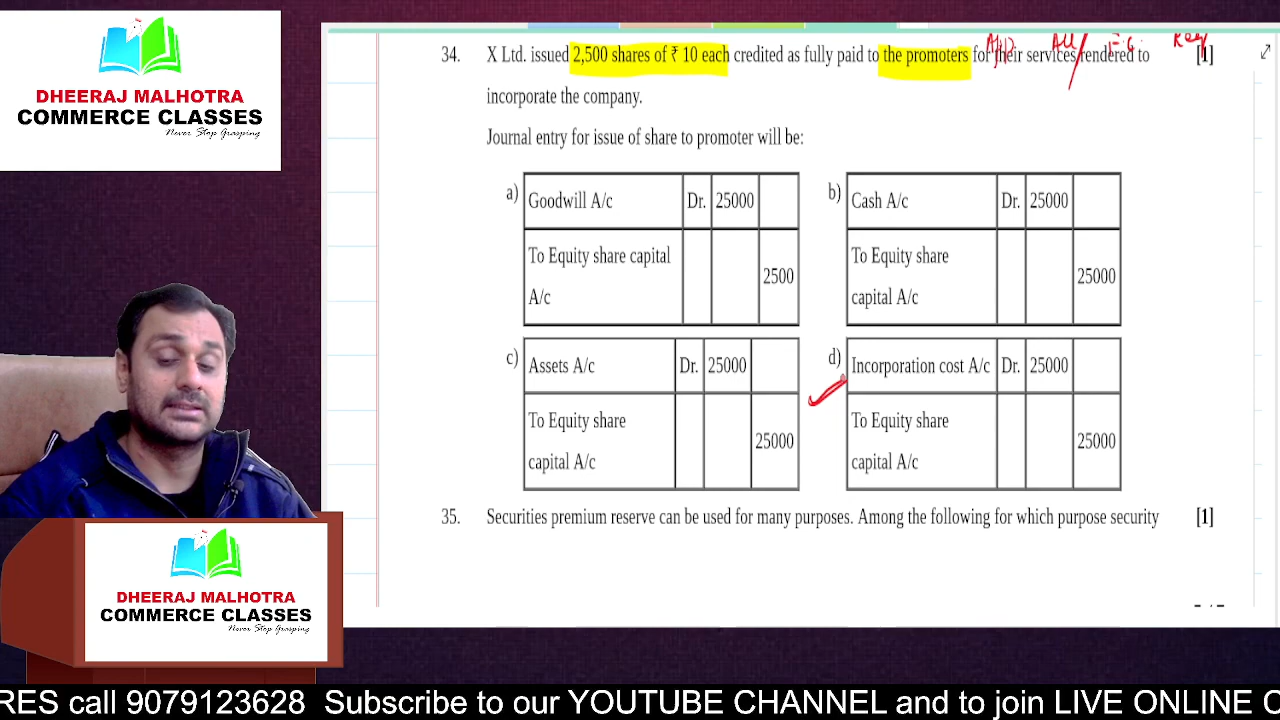 DHEERAJ MALHOTRA
COMMERCE CLASSES
Never Stop Grasping
All
34. X Ltd. issued 2,500 shares of ₹ 10 each credited as fully paid to the promoters for their services rendered to [1]
incorporate the company.
Journal entry for issue of share to promoter will be:
a) Goodwill A/c Dr. 25000
To Equity share capital
A/c
2500
b) Cash A/c Dr. 25000
To Equity share
capital A/c
25000
c) Assets A/c Dr. 25000
To Equity share
capital A/c
25000
d) Incorporation cost A/c Dr. 25000
To Equity share
capital A/c
25000
35. Securities premium reserve can be used for many purposes. Among the following for which purpose security [1]
DHEERAJ MALHOTRA
COMMERCE CLASSES
Never Stop Grasping
RES call 9079123628 Subscribe to our YOUTUBE CHANNEL and to join LIVE ONLINE C